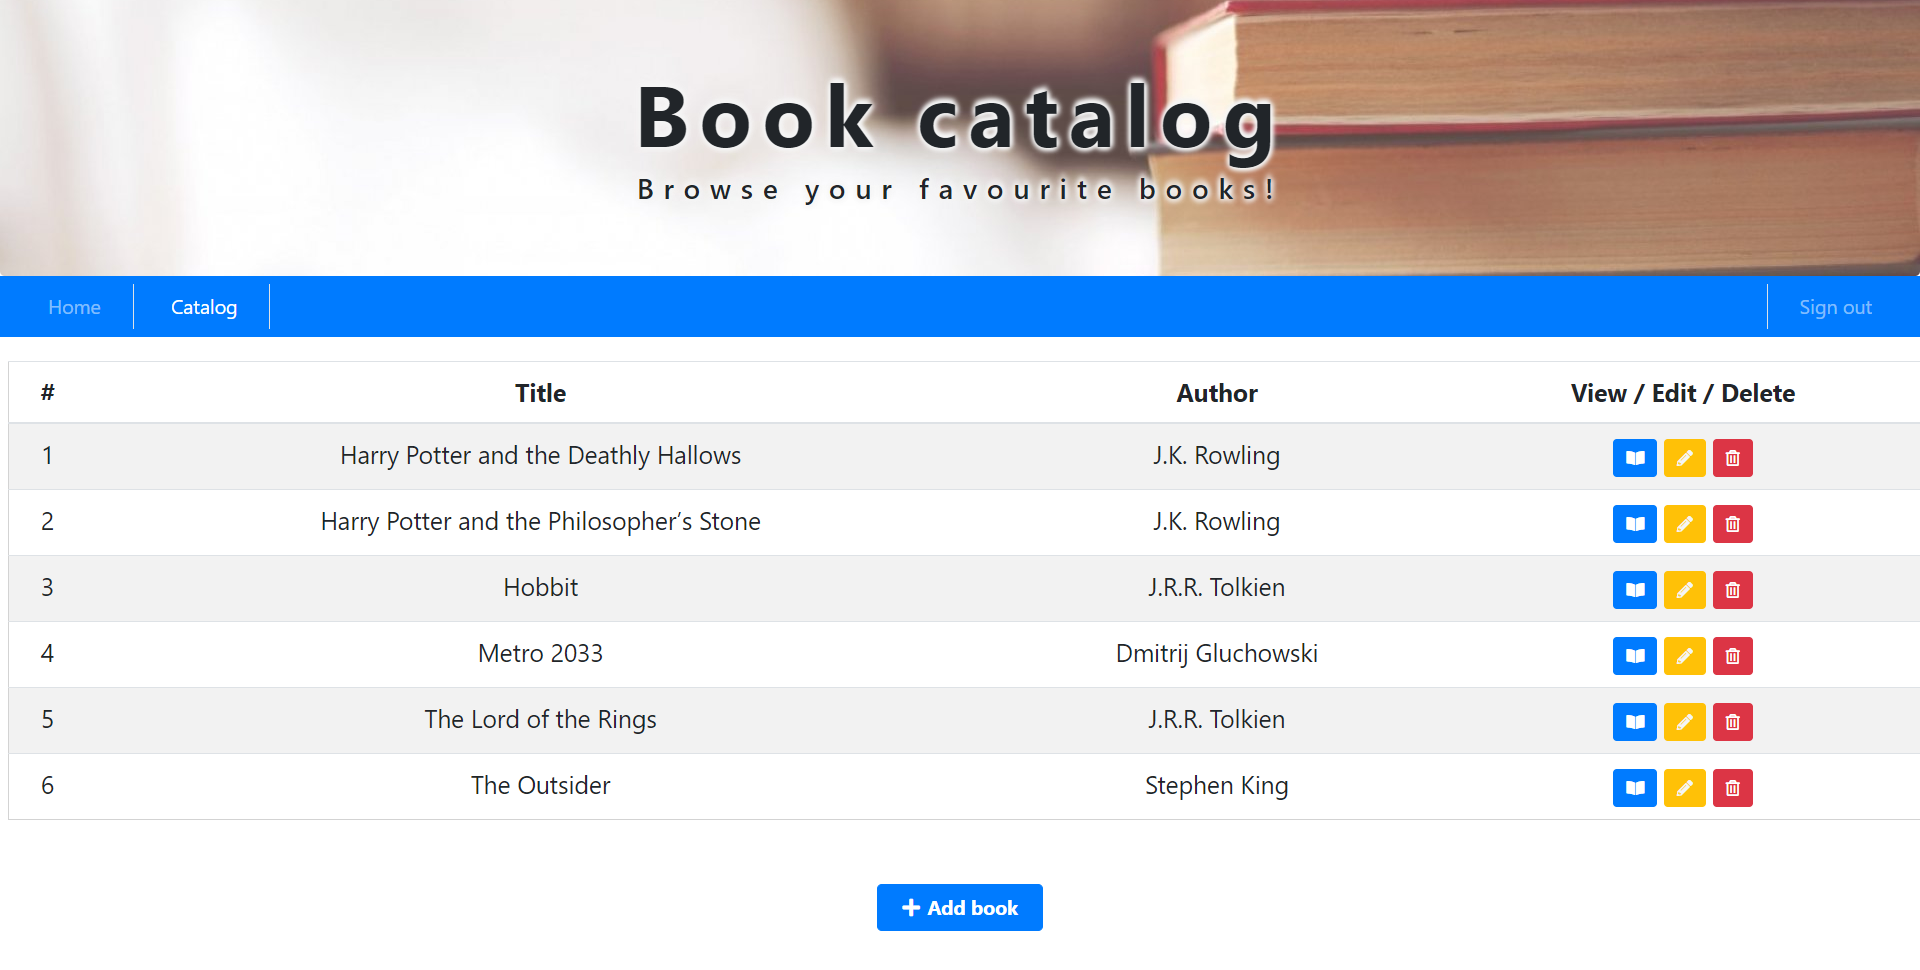 Book catalog
Browse your favourite books!
Home Catalog Sign out
# Title Author View / Edit / Delete
1 Harry Potter and the Deathly Hallows J.K. Rowling
2 Harry Potter and the Philosopher’s Stone J.K. Rowling
3 Hobbit J.R.R. Tolkien
4 Metro 2033 Dmitrij Gluchowski
5 The Lord of the Rings J.R.R. Tolkien
6 The Outsider Stephen King
Add book